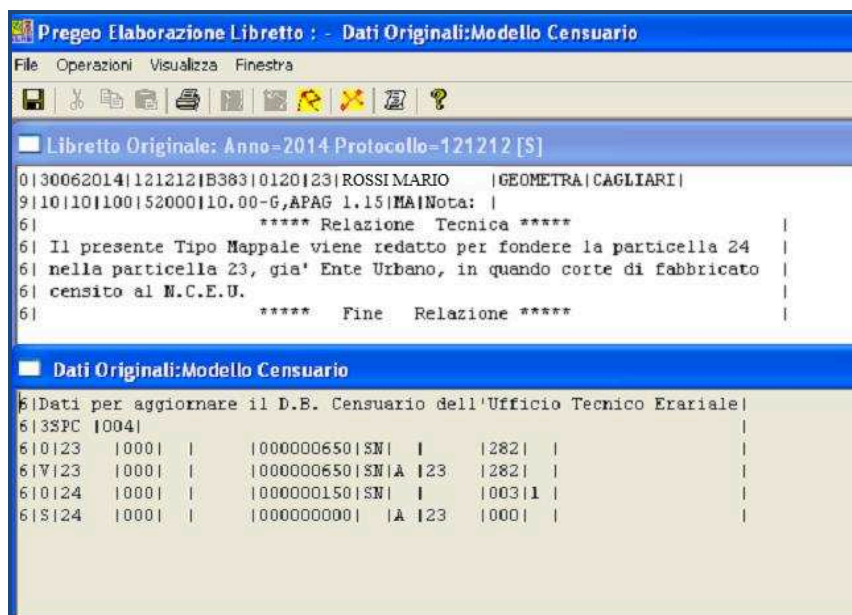 Pregeo Elaborazione Libretto : - Dati Originali:Modello Censuario
File Operazioni Visualizza Finestra
Libretto Originale: Anno=2014 Protocollo=121212 [S]
0|30062014|121212|B383|0120|23|ROSSI MARIO |GEOMETRA|CAGLIARI|
9|10|10|100|52000|10.00-G,APAG 1.15|MA|Nota: |
6| ***** Relazione Tecnica ***** |
6| Il presente Tipo Mappale viene redatto per fondere la particella 24 |
6| nella particella 23, gia' Ente Urbano, in quando corte di fabbricato |
6| censito al N.C.E.U. |
6| ***** Fine Relazione ***** |
Dati Originali:Modello Censuario
6|Dati per aggiornare il D.B. Censuario dell'Ufficio Tecnico Erariale|
6|3SPC |004| |
6|O|23 |000| | |000000650|SN| | |282| | |
6|V|23 |000| | |000000650|SN|A |23 |282| | |
6|O|24 |000| | |000000150|SN| | |003|1 | |
6|S|24 |000| | |000000000| |A |23 |000| | |